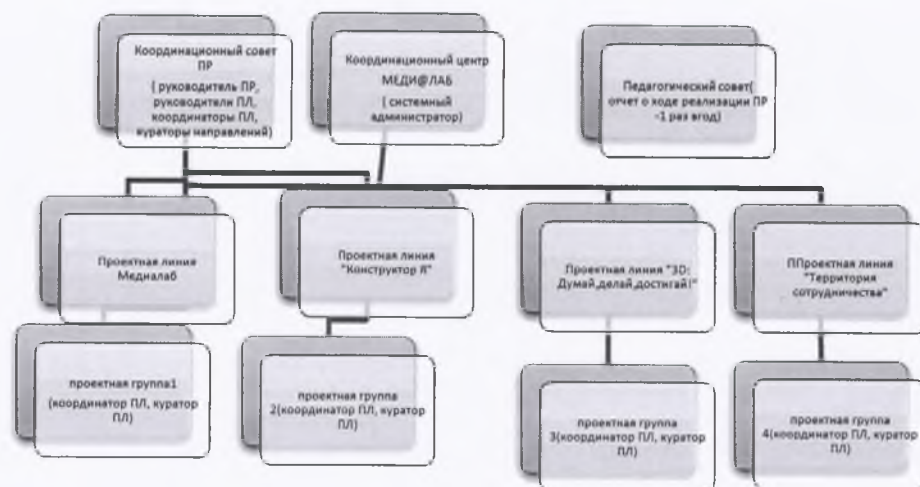 Координационный совет
ПР
( руководитель ПР,
руководители ПЛ,
координаторы ПЛ,
кураторы направлений)
Координационный центр
МЕДИ@ЛАБ
( системный
администратор)
Педагогический совет(
отчет о ходе реализации ПР
-1 раз вгод)
Проектная линия
Медиалаб
Проектная линия
"Конструктор Я"
Проектная линия "3D:
Думай,делай,достигай!"
ППроектная линия
"Территория
сотрудничества"
проектная группа1
(координатор ПЛ, куратор
ПЛ)
проектная группа
2(координатор ПЛ, куратор
ПЛ)
проектная группа
3(координатор ПЛ, куратор
ПЛ)
проектная группа
4(координатор ПЛ, куратор
ПЛ)